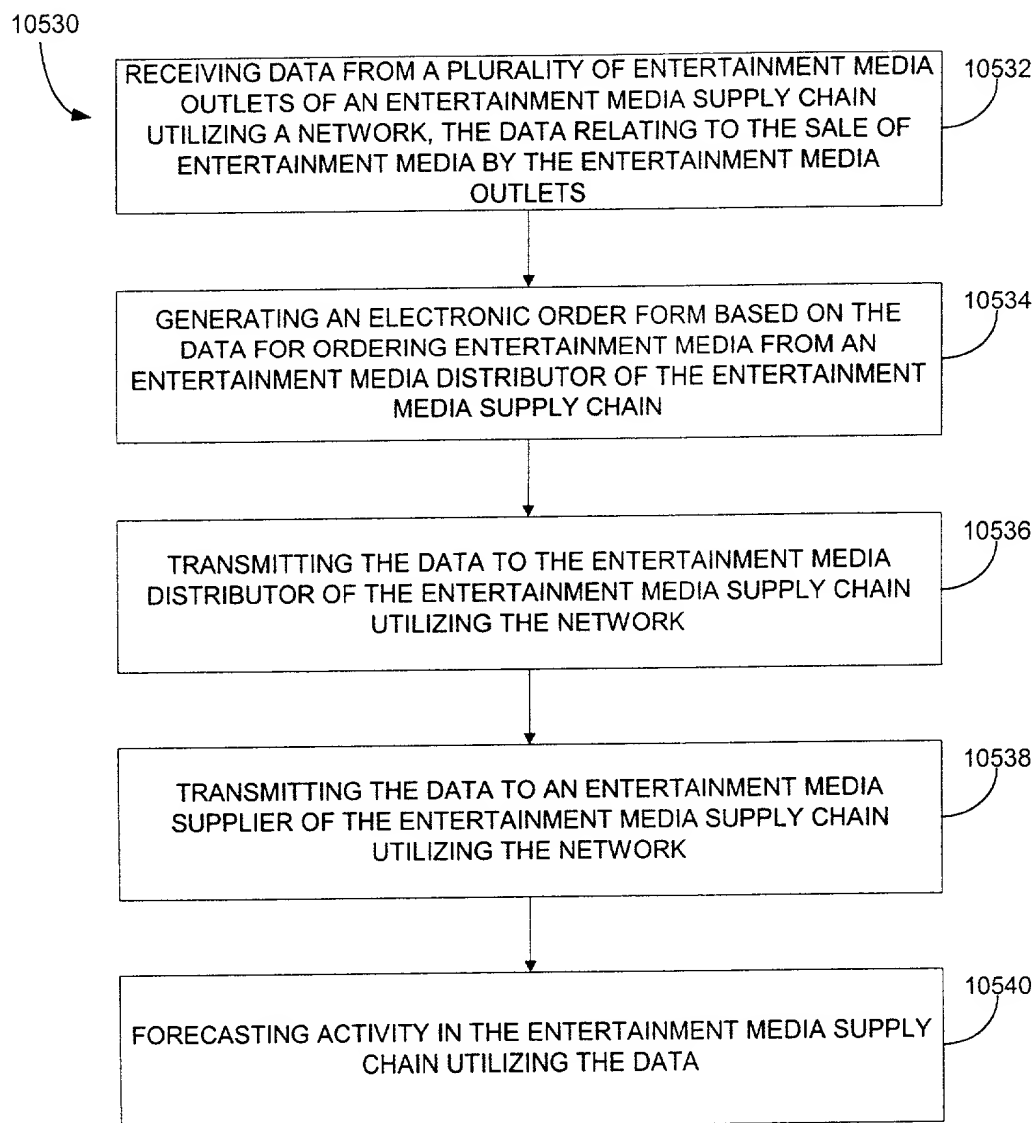 10530
RECEIVING DATA FROM A PLURALITY OF ENTERTAINMENT MEDIA
OUTLETS OF AN ENTERTAINMENT MEDIA SUPPLY CHAIN
UTILIZING A NETWORK, THE DATA RELATING TO THE SALE OF
ENTERTAINMENT MEDIA BY THE ENTERTAINMENT MEDIA
OUTLETS
10532
GENERATING AN ELECTRONIC ORDER FORM BASED ON THE
DATA FOR ORDERING ENTERTAINMENT MEDIA FROM AN
ENTERTAINMENT MEDIA DISTRIBUTOR OF THE ENTERTAINMENT
MEDIA SUPPLY CHAIN
10534
TRANSMITTING THE DATA TO THE ENTERTAINMENT MEDIA
DISTRIBUTOR OF THE ENTERTAINMENT MEDIA SUPPLY CHAIN
UTILIZING THE NETWORK
10536
TRANSMITTING THE DATA TO AN ENTERTAINMENT MEDIA
SUPPLIER OF THE ENTERTAINMENT MEDIA SUPPLY CHAIN
UTILIZING THE NETWORK
10538
FORECASTING ACTIVITY IN THE ENTERTAINMENT MEDIA SUPPLY
CHAIN UTILIZING THE DATA
10540